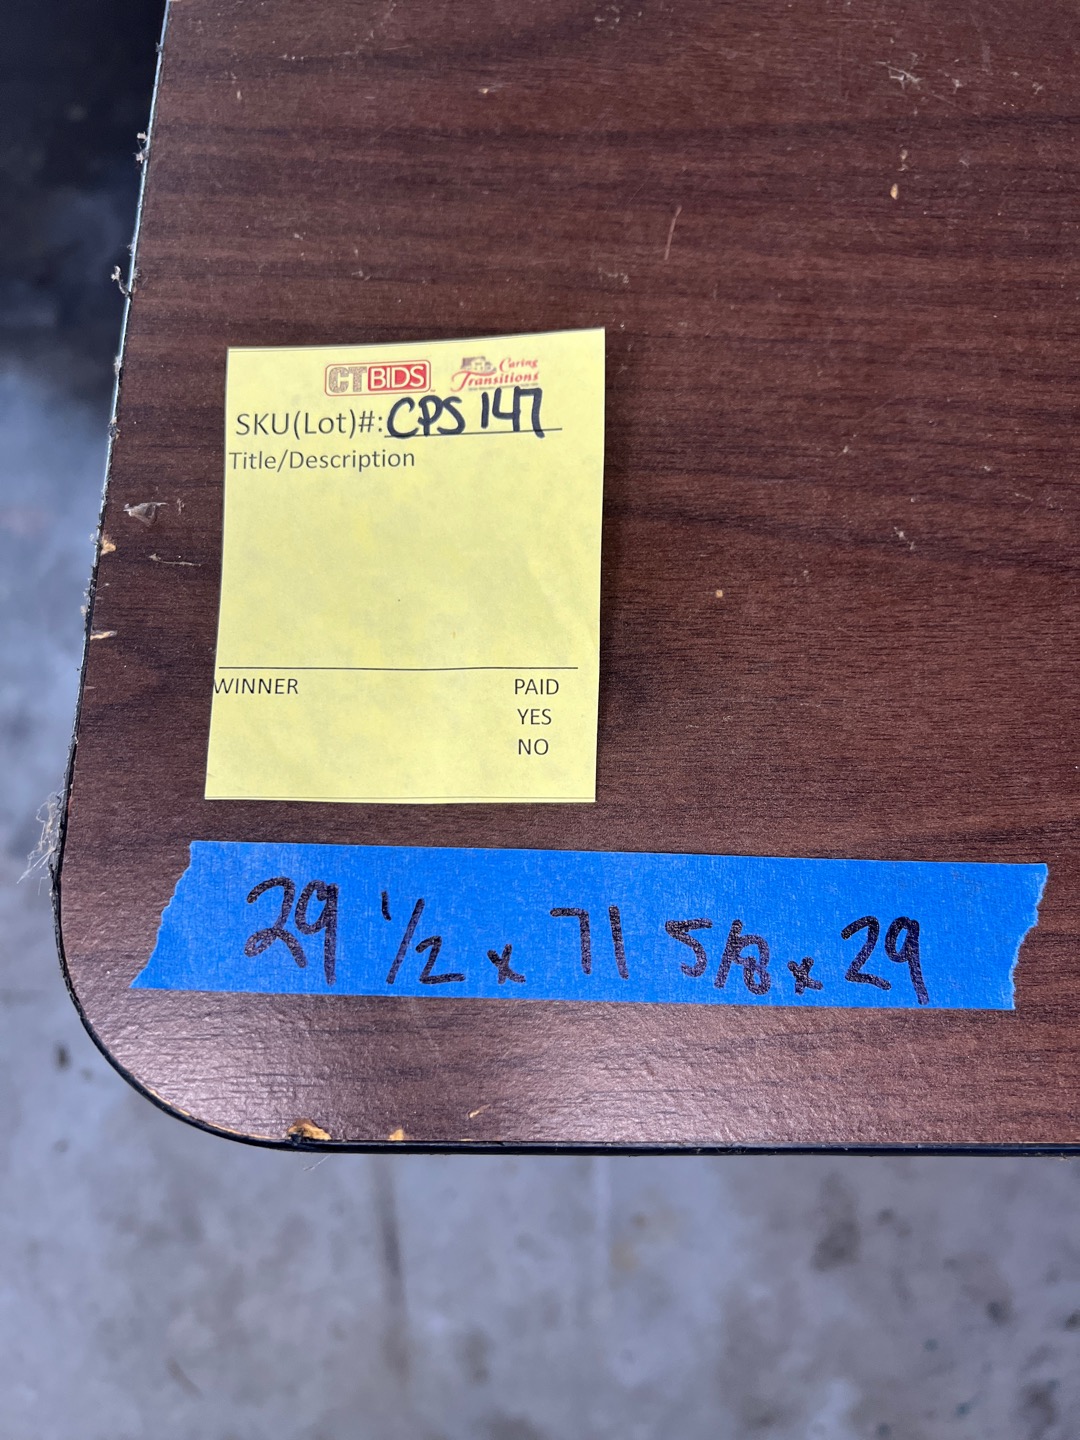 CTBIDS Caring Transitions
SKU(Lot)#: CPS 147
Title/Description
WINNER PAID
YES
NO
29 1/2 x 71 5/8 x 29